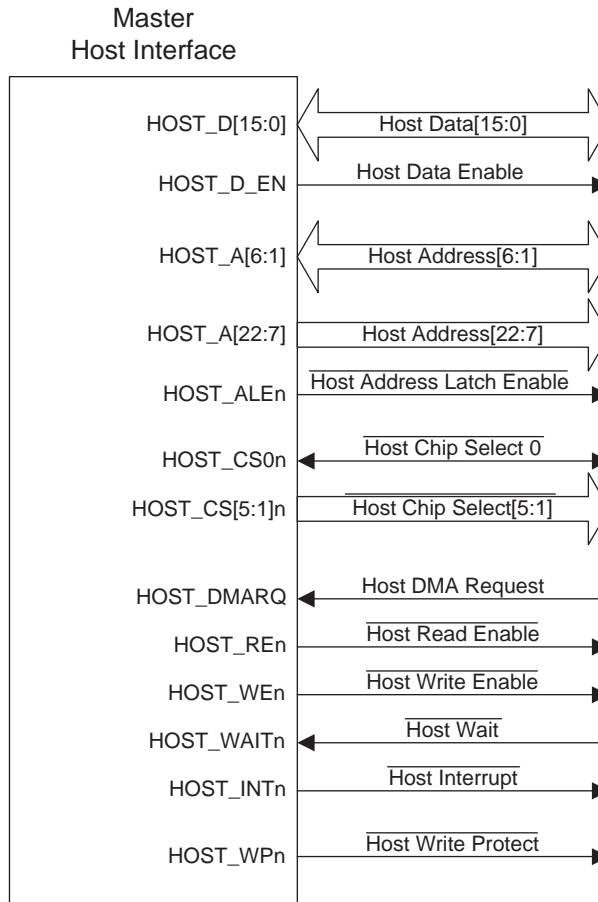 Master
Host Interface
HOST_D[15:0] Host Data[15:0]
HOST_D_EN Host Data Enable
HOST_A[6:1] Host Address[6:1]
HOST_A[22:7] Host Address[22:7]
HOST_ALEn Host Address Latch Enable
HOST_CS0n Host Chip Select 0
HOST_CS[5:1]n Host Chip Select[5:1]
HOST_DMARQ Host DMA Request
HOST_REn Host Read Enable
HOST_WEn Host Write Enable
HOST_WAITn Host Wait
HOST_INTn Host Interrupt
HOST_WPn Host Write Protect